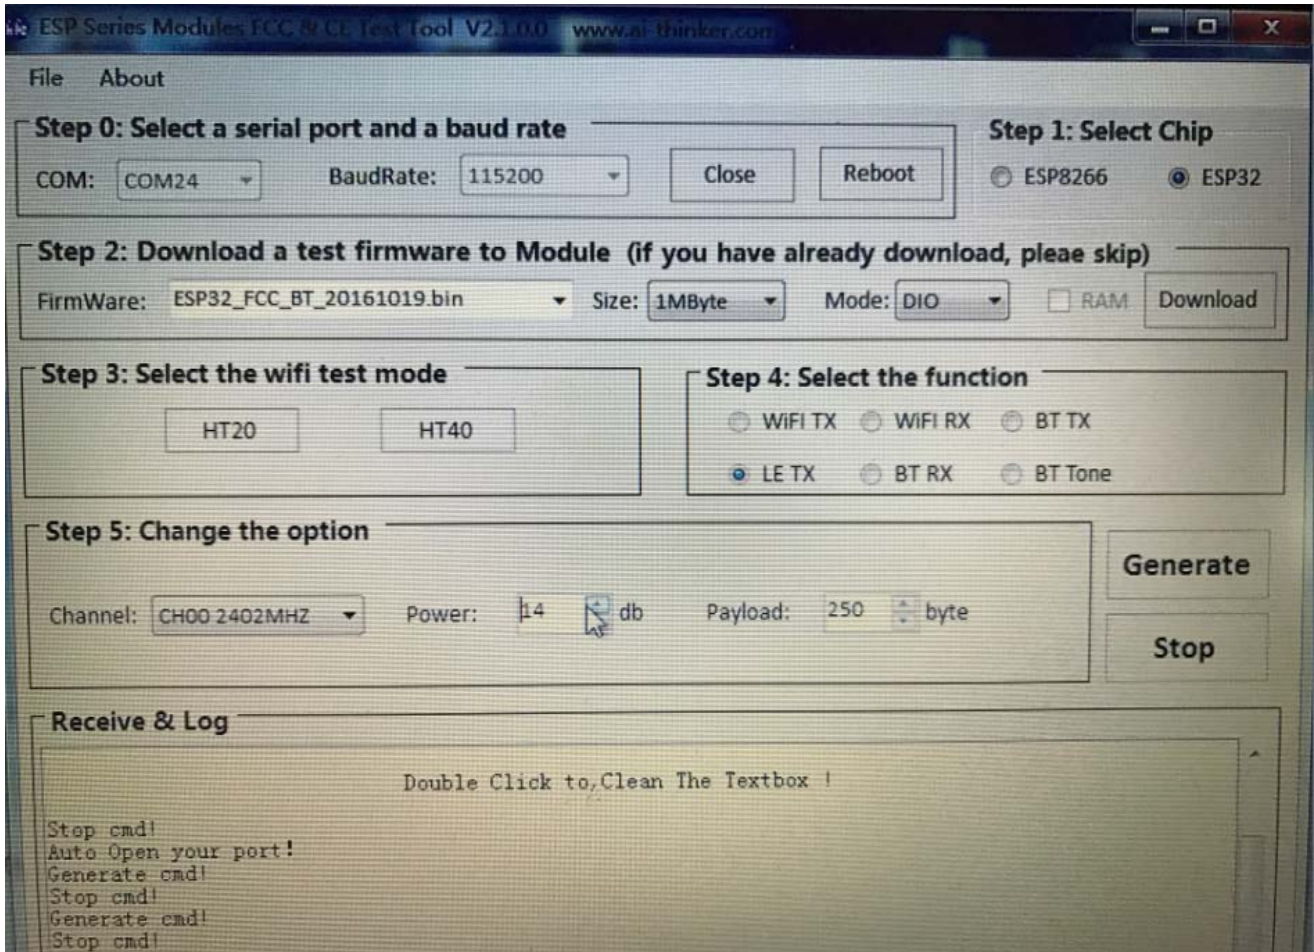 ESP Series Modules FCC & CE Test Tool V2.1.0.0 www.ai-thinker.com
File About
Step 0: Select a serial port and a baud rate
COM: COM24 BaudRate: 115200 Close Reboot
Step 1: Select Chip
ESP8266 ESP32
Step 2: Download a test firmware to Module (if you have already download, pleae skip)
FirmWare: ESP32_FCC_BT_20161019.bin Size: 1MByte Mode: DIO RAM Download
Step 3: Select the wifi test mode
HT20 HT40
Step 4: Select the function
WiFI TX WiFI RX BT TX
LE TX BT RX BT Tone
Step 5: Change the option
Channel: CH00 2402MHZ Power: 14 db Payload: 250 byte
Generate
Stop
Receive & Log
Double Click to,Clean The Textbox !
Stop cmd!
Auto Open your port!
Generate cmd!
Stop cmd!
Generate cmd!
Stop cmd!